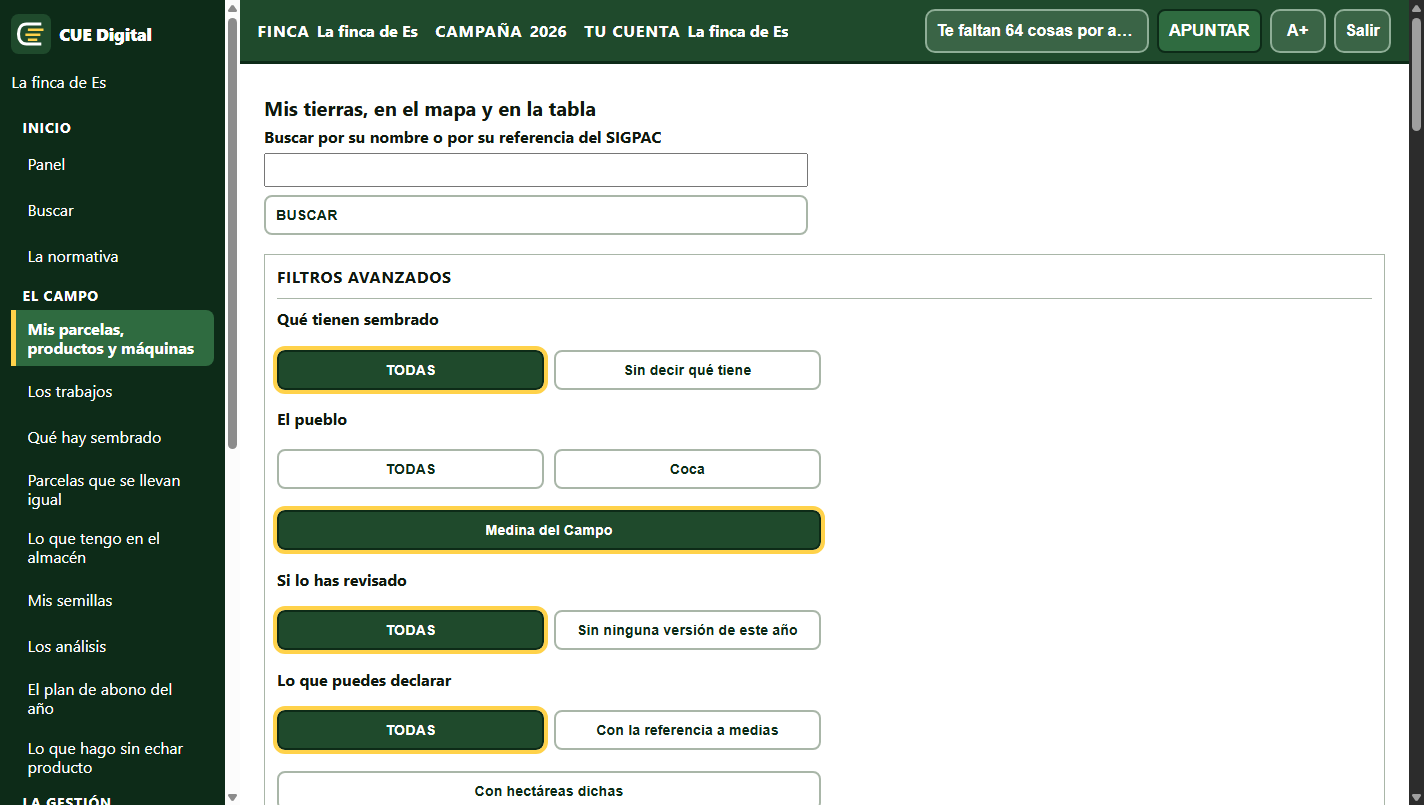 CUE Digital
La finca de Es
INICIO
Panel
Buscar
La normativa
EL CAMPO
Mis parcelas,
productos y máquinas
Los trabajos
Qué hay sembrado
Parcelas que se llevan
igual
Lo que tengo en el
almacén
Mis semillas
Los análisis
El plan de abono del
año
Lo que hago sin echar
producto
LA GESTIÓN
FINCA La finca de Es CAMPAÑA 2026 TU CUENTA La finca de Es
Te faltan 64 cosas por a...
APUNTAR
A+
Salir
Mis tierras, en el mapa y en la tabla
Buscar por su nombre o por su referencia del SIGPAC
BUSCAR
FILTROS AVANZADOS
Qué tienen sembrado
TODAS
Sin decir qué tiene
El pueblo
TODAS
Coca
Medina del Campo
Si lo has revisado
TODAS
Sin ninguna versión de este año
Lo que puedes declarar
TODAS
Con la referencia a medias
Con hectáreas dichas